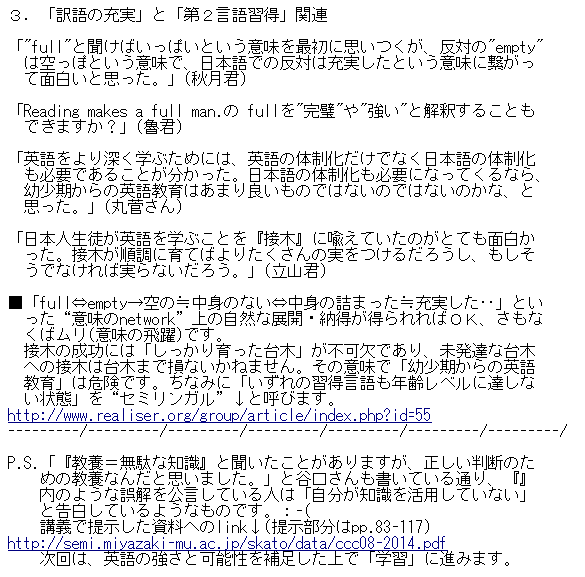 ３．「訳語の充実」と「第２言語習得」関連
「"full"と聞けばいっぱいという意味を最初に思いつくが、反対の"empty"
は空っぽという意味で、日本語での反対は充実したという意味に繋がっ
て面白いと思った。」（秋月君）
「Reading makes a full man.の fullを"完璧"や"強い"と解釈することも
できますか？」（魯君）
「英語をより深く学ぶためには、英語の体制化だけでなく日本語の体制化
も必要であることが分かった。日本語の体制化も必要になってくるなら、
幼少期からの英語教育はあまり良いものではないのではないのかな、と
思った。」（丸菅さん）
「日本人生徒が英語を学ぶことを『接木』に喩えていたのがとても面白か
った。接木が順調に育てばよりたくさんの実をつけるだろうし、もしそ
うでなければ実らないだろう。」（立山君）
■「full⇔empty→空の≒中身のない⇔中身の詰まった≒充実した‥」とい
った“意味のnetwork”上の自然な展開・納得が得られればＯＫ、さもな
くばムリ(意味の飛躍)です。
接木の成功には「しっかり育った台木」が不可欠であり、未発達な台木
への接木は台木まで損ないかねません。その意味で「幼少期からの英語
教育」は危険です。ちなみに「いずれの習得言語も年齢レベルに達しな
い状態」を“セミリンガル”↓と呼びます。
http://www.realiser.org/group/article/index.php?id=55
---------/---------/---------/---------/---------/---------/---------/
P.S.「『教養＝無駄な知識』と聞いたことがありますが、正しい判断のた
めの教養なんだと思いました。」と谷口さんも書いている通り、『』
内のような誤解を公言している人は「自分が知識を活用していない」
と告白しているようなものです。：-(
講義で提示した資料へのlink↓(提示部分はpp.83-117)
http://semi.miyazaki-mu.ac.jp/skato/data/ccc08-2014.pdf
次回は、英語の強さと可能性を補足した上で「学習」に進みます。